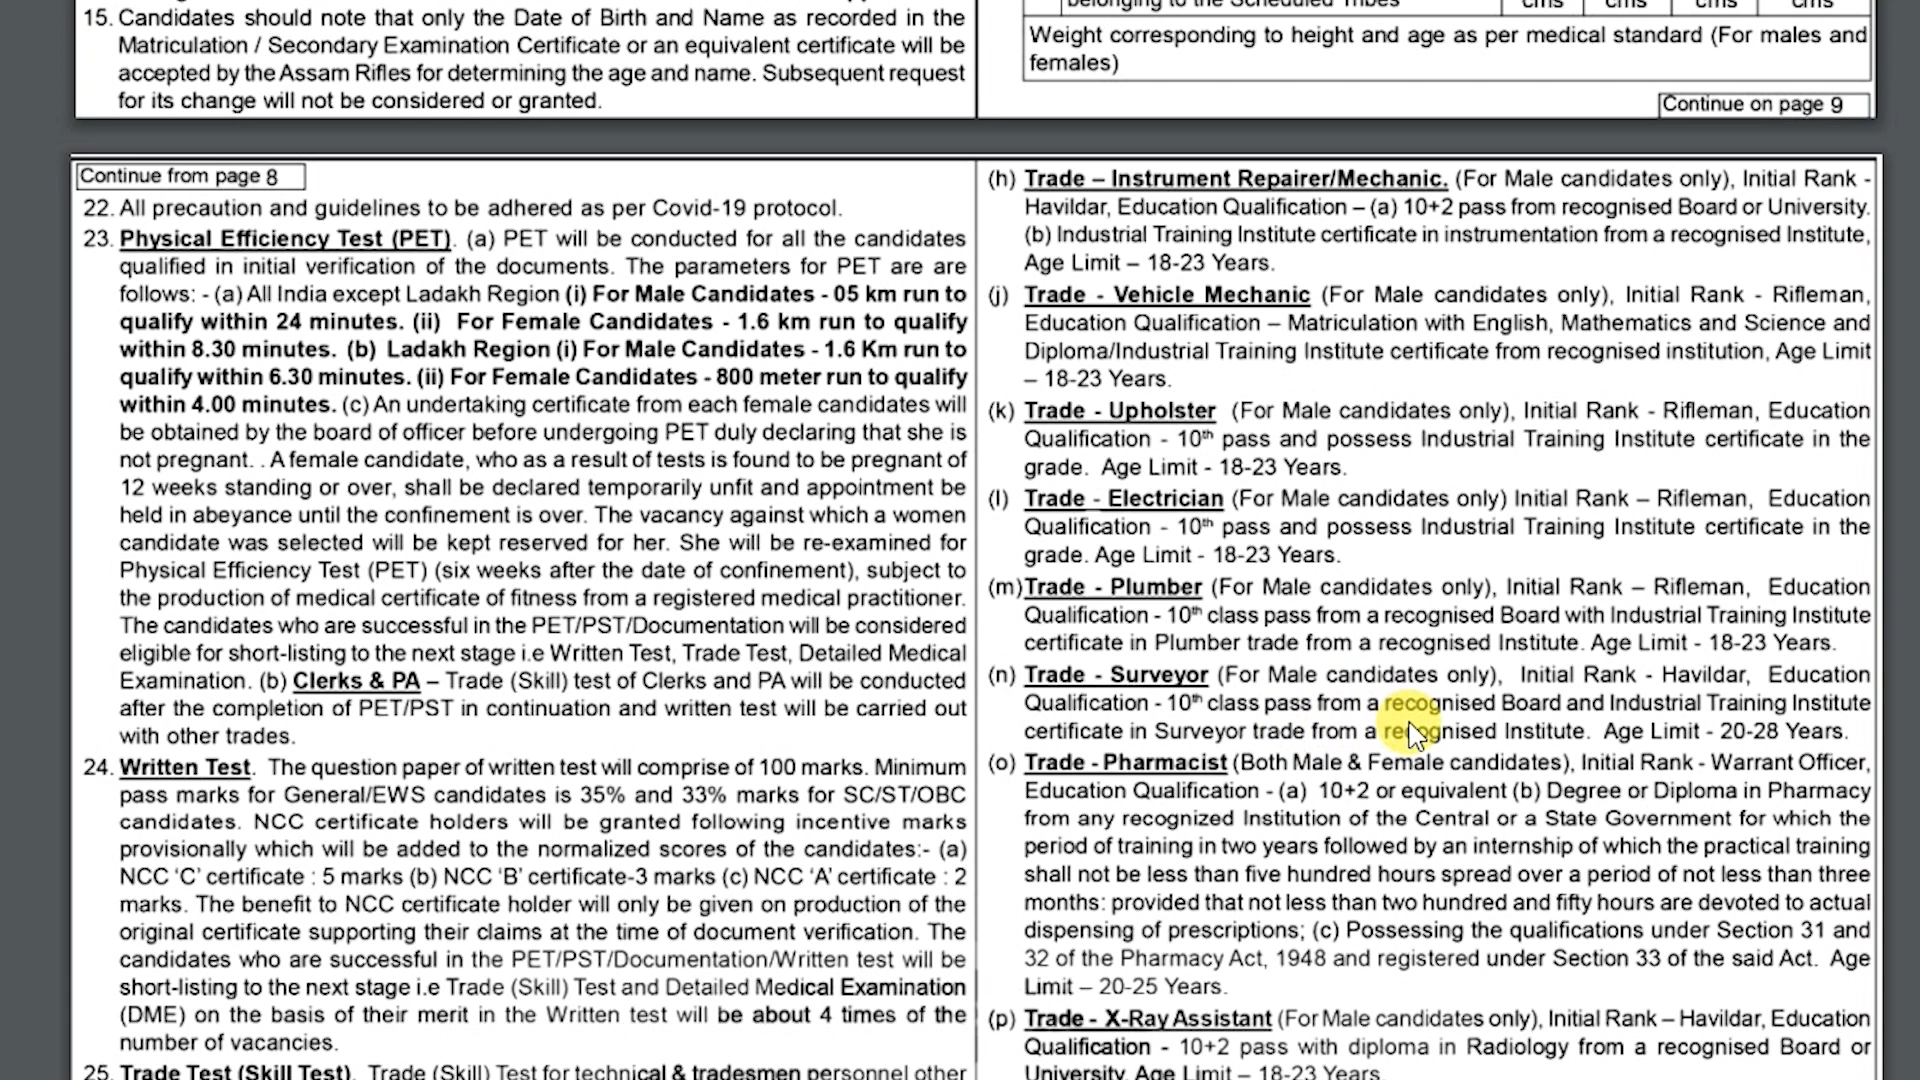 15. Candidates should note that only the Date of Birth and Name as recorded in the
Matriculation / Secondary Examination Certificate or an equivalent certificate will be
accepted by the Assam Rifles for determining the age and name. Subsequent request
for its change will not be considered or granted.
belonging to the Scheduled Tribes cms cms cms cms
Weight corresponding to height and age as per medical standard (For males and
females)
Continue on page 9
Continue from page 8
22. All precaution and guidelines to be adhered as per Covid-19 protocol.
23. Physical Efficiency Test (PET). (a) PET will be conducted for all the candidates
qualified in initial verification of the documents. The parameters for PET are are
follows: - (a) All India except Ladakh Region (i) For Male Candidates - 05 km run to
qualify within 24 minutes. (ii) For Female Candidates - 1.6 km run to qualify
within 8.30 minutes. (b) Ladakh Region (i) For Male Candidates - 1.6 Km run to
qualify within 6.30 minutes. (ii) For Female Candidates - 800 meter run to qualify
within 4.00 minutes. (c) An undertaking certificate from each female candidates will
be obtained by the board of officer before undergoing PET duly declaring that she is
not pregnant. . A female candidate, who as a result of tests is found to be pregnant of
12 weeks standing or over, shall be declared temporarily unfit and appointment be
held in abeyance until the confinement is over. The vacancy against which a women
candidate was selected will be kept reserved for her. She will be re-examined for
Physical Efficiency Test (PET) (six weeks after the date of confinement), subject to
the production of medical certificate of fitness from a registered medical practitioner.
The candidates who are successful in the PET/PST/Documentation will be considered
eligible for short-listing to the next stage i.e Written Test, Trade Test, Detailed Medical
Examination. (b) Clerks & PA – Trade (Skill) test of Clerks and PA will be conducted
after the completion of PET/PST in continuation and written test will be carried out
with other trades.
24. Written Test. The question paper of written test will comprise of 100 marks. Minimum
pass marks for General/EWS candidates is 35% and 33% marks for SC/ST/OBC
candidates. NCC certificate holders will be granted following incentive marks
provisionally which will be added to the normalized scores of the candidates:- (a)
NCC ‘C’ certificate : 5 marks (b) NCC ‘B’ certificate-3 marks (c) NCC ‘A’ certificate : 2
marks. The benefit to NCC certificate holder will only be given on production of the
original certificate supporting their claims at the time of document verification. The
candidates who are successful in the PET/PST/Documentation/Written test will be
short-listing to the next stage i.e Trade (Skill) Test and Detailed Medical Examination
(DME) on the basis of their merit in the Written test will be about 4 times of the
number of vacancies.
25. Trade Test (Skill Test). Trade (Skill) Test for technical & tradesmen personnel other
(h) Trade – Instrument Repairer/Mechanic. (For Male candidates only), Initial Rank -
Havildar, Education Qualification – (a) 10+2 pass from recognised Board or University.
(b) Industrial Training Institute certificate in instrumentation from a recognised Institute,
Age Limit – 18-23 Years.
(j) Trade - Vehicle Mechanic (For Male candidates only), Initial Rank - Rifleman,
Education Qualification – Matriculation with English, Mathematics and Science and
Diploma/Industrial Training Institute certificate from recognised institution, Age Limit
– 18-23 Years.
(k) Trade - Upholster (For Male candidates only), Initial Rank - Rifleman, Education
Qualification - 10th pass and possess Industrial Training Institute certificate in the
grade. Age Limit - 18-23 Years.
(l) Trade - Electrician (For Male candidates only) Initial Rank – Rifleman, Education
Qualification - 10th pass and possess Industrial Training Institute certificate in the
grade. Age Limit - 18-23 Years.
(m) Trade - Plumber (For Male candidates only), Initial Rank – Rifleman, Education
Qualification - 10th class pass from a recognised Board with Industrial Training Institute
certificate in Plumber trade from a recognised Institute. Age Limit - 18-23 Years.
(n) Trade - Surveyor (For Male candidates only), Initial Rank - Havildar, Education
Qualification - 10th class pass from a recognised Board and Industrial Training Institute
certificate in Surveyor trade from a recognised Institute. Age Limit - 20-28 Years.
(o) Trade - Pharmacist (Both Male & Female candidates), Initial Rank - Warrant Officer,
Education Qualification - (a) 10+2 or equivalent (b) Degree or Diploma in Pharmacy
from any recognized Institution of the Central or a State Government for which the
period of training in two years followed by an internship of which the practical training
shall not be less than five hundred hours spread over a period of not less than three
months: provided that not less than two hundred and fifty hours are devoted to actual
dispensing of prescriptions; (c) Possessing the qualifications under Section 31 and
32 of the Pharmacy Act, 1948 and registered under Section 33 of the said Act. Age
Limit – 20-25 Years.
(p) Trade - X-Ray Assistant (For Male candidates only), Initial Rank – Havildar, Education
Qualification - 10+2 pass with diploma in Radiology from a recognised Board or
University, Age Limit – 18-23 Years.